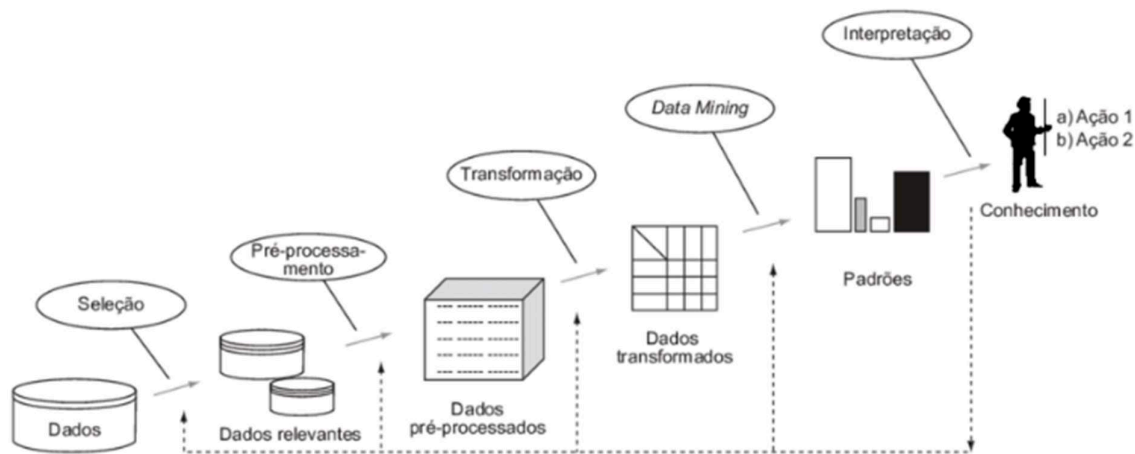 Interpretação
a) Ação 1
b) Ação 2
Conhecimento
Data Mining
Padrões
Transformação
Dados
transformados
Pré-processa-
mento
Dados
pré-processados
Seleção
Dados relevantes
Dados